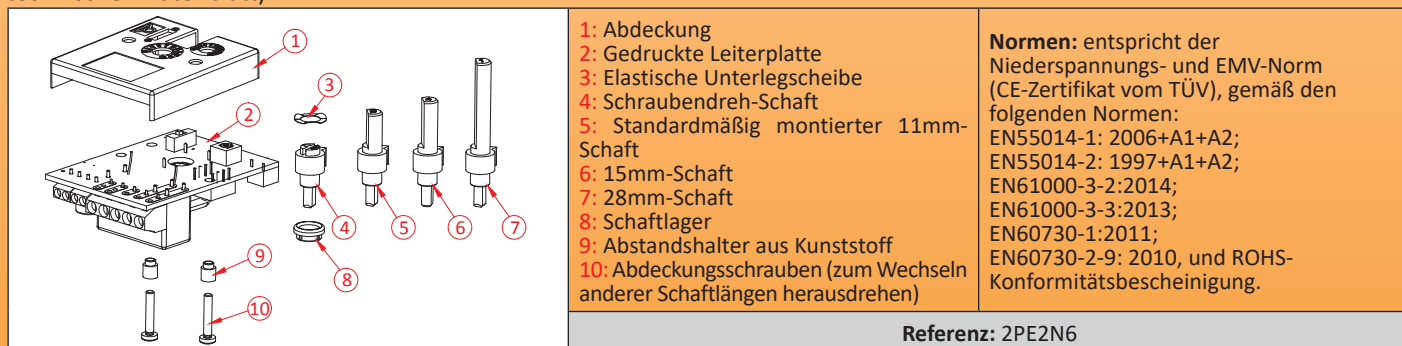 1
2
3
4
5
6
7
8
9
10
1: Abdeckung
2: Gedruckte Leiterplatte
3: Elastische Unterlegscheibe
4: Schraubendreh-Schaft
5: Standardmäßig montierter 11mm-
Schaft
6: 15mm-Schaft
7: 28mm-Schaft
8: Schaftlager
9: Abstandshalter aus Kunststoff
10: Abdeckungsschrauben (zum Wechseln
anderer Schaftlängen herausdrehen)
Normen: entspricht der
Niederspannungs- und EMV-Norm
(CE-Zertifikat vom TÜV), gemäß den
folgenden Normen:
EN55014-1: 2006+A1+A2;
EN55014-2: 1997+A1+A2;
EN61000-3-2:2014;
EN61000-3-3:2013;
EN60730-1:2011;
EN60730-2-9: 2010, und ROHS-
Konformitätsbescheinigung.
Referenz: 2PE2N6